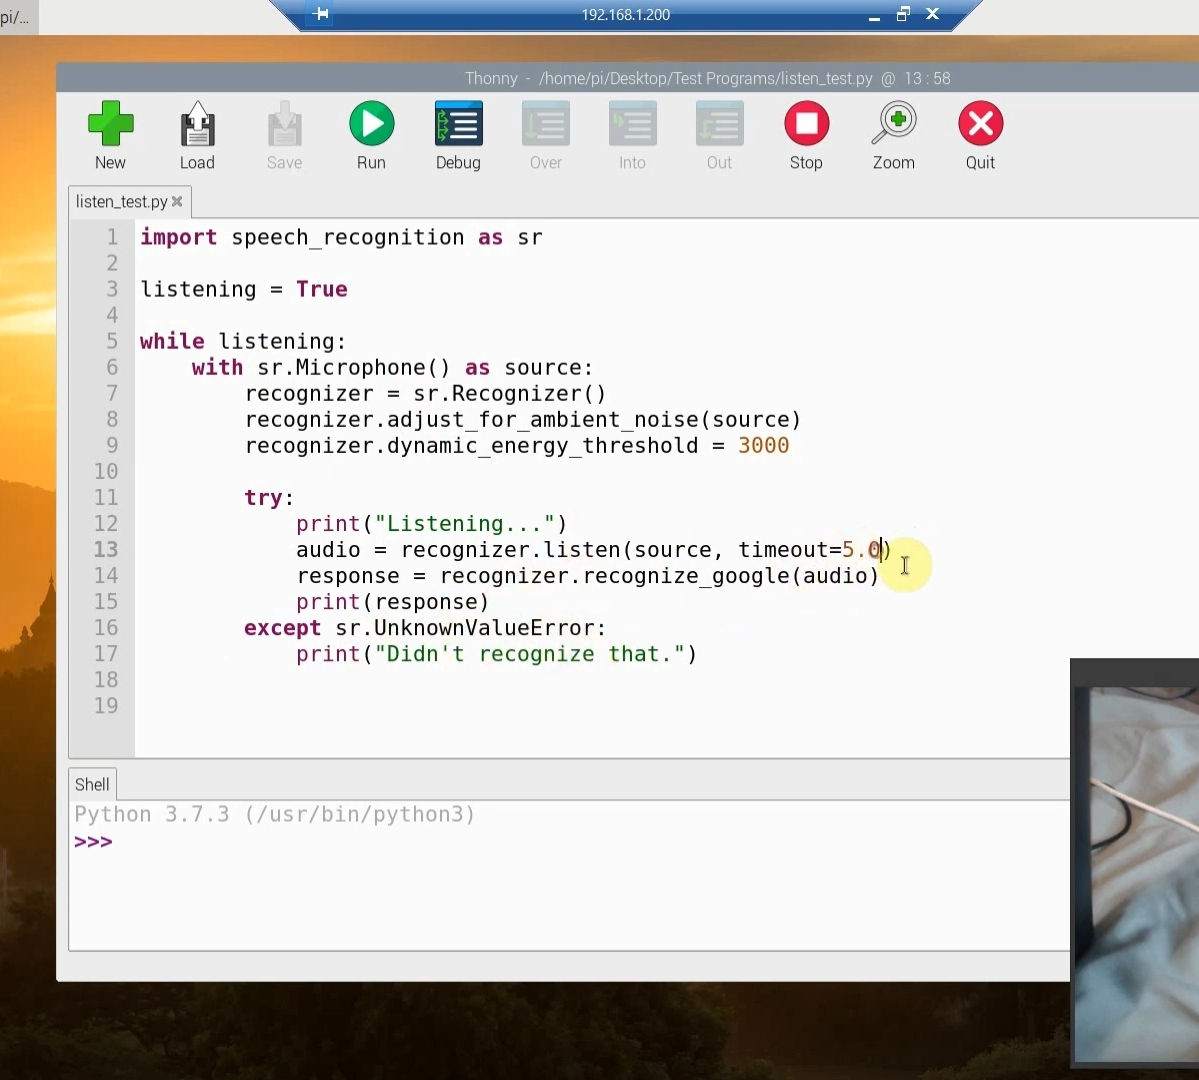 pi/...
192.168.1.200
Thonny - /home/pi/Desktop/Test Programs/listen_test.py @ 13 : 58
New Load Save Run Debug Over Into Out Stop Zoom Quit
listen_test.py
1 import speech_recognition as sr
2
3 listening = True
4
5 while listening:
6 with sr.Microphone() as source:
7 recognizer = sr.Recognizer()
8 recognizer.adjust_for_ambient_noise(source)
9 recognizer.dynamic_energy_threshold = 3000
10
11 try:
12 print("Listening...")
13 audio = recognizer.listen(source, timeout=5.0)
14 response = recognizer.recognize_google(audio)
15 print(response)
16 except sr.UnknownValueError:
17 print("Didn't recognize that.")
18
19
Shell
Python 3.7.3 (/usr/bin/python3)
>>>